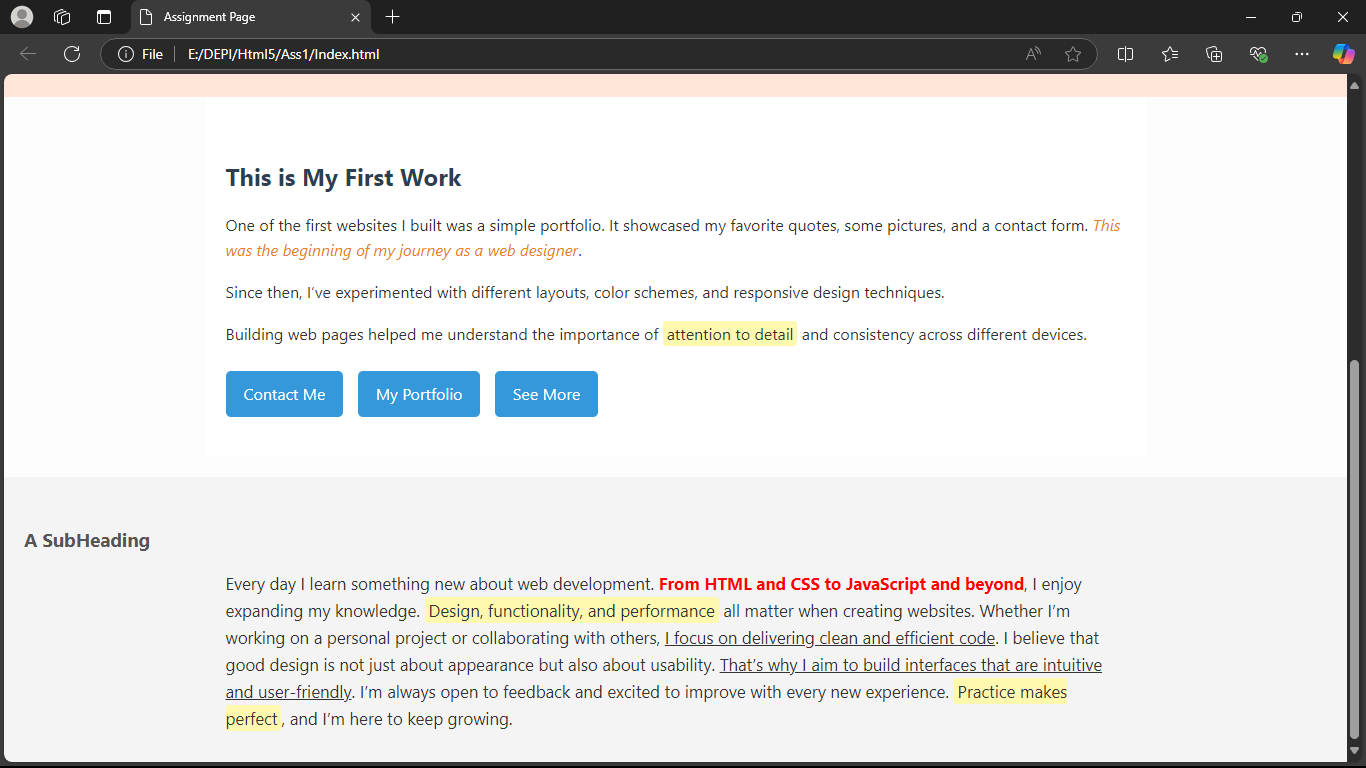 Assignment Page
File
E:/DEPI/Html5/Ass1/Index.html
This is My First Work
One of the first websites I built was a simple portfolio. It showcased my favorite quotes, some pictures, and a contact form. This
was the beginning of my journey as a web designer.
Since then, I've experimented with different layouts, color schemes, and responsive design techniques.
Building web pages helped me understand the importance of attention to detail and consistency across different devices.
Contact Me
My Portfolio
See More
A SubHeading
Every day I learn something new about web development. From HTML and CSS to JavaScript and beyond, I enjoy
expanding my knowledge. Design, functionality, and performance all matter when creating websites. Whether I'm
working on a personal project or collaborating with others, I focus on delivering clean and efficient code. I believe that
good design is not just about appearance but also about usability. That's why I aim to build interfaces that are intuitive
and user-friendly. I'm always open to feedback and excited to improve with every new experience. Practice makes
perfect , and I'm here to keep growing.